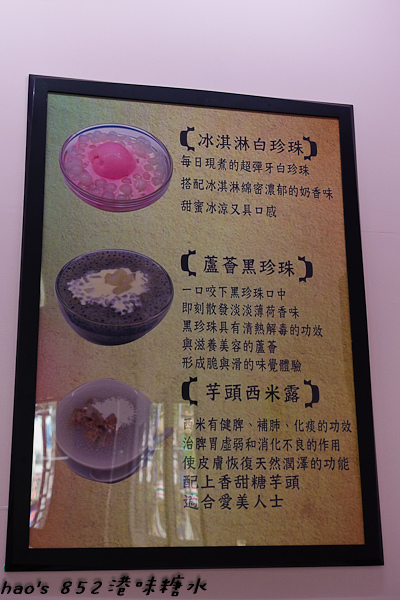 冰淇淋白珍珠
每日現煮的超彈牙白珍珠
搭配冰淇淋綿密濃郁的奶香味
甜蜜冰涼又具口感
蘆薈黑珍珠
一口咬下黑珍珠口中
即刻散發淡淡薄荷香味
黑珍珠具有清熱解毒的功效
與滋養美容的蘆薈
形成脆與滑的味覺體驗
芋頭西米露
西米有健脾、補肺、化痰的功效
治脾胃虛弱和消化不良的作用
使皮膚恢復天然潤澤的功能
配上香甜糖芋頭
適合愛美人士
hao's 852港味糖水